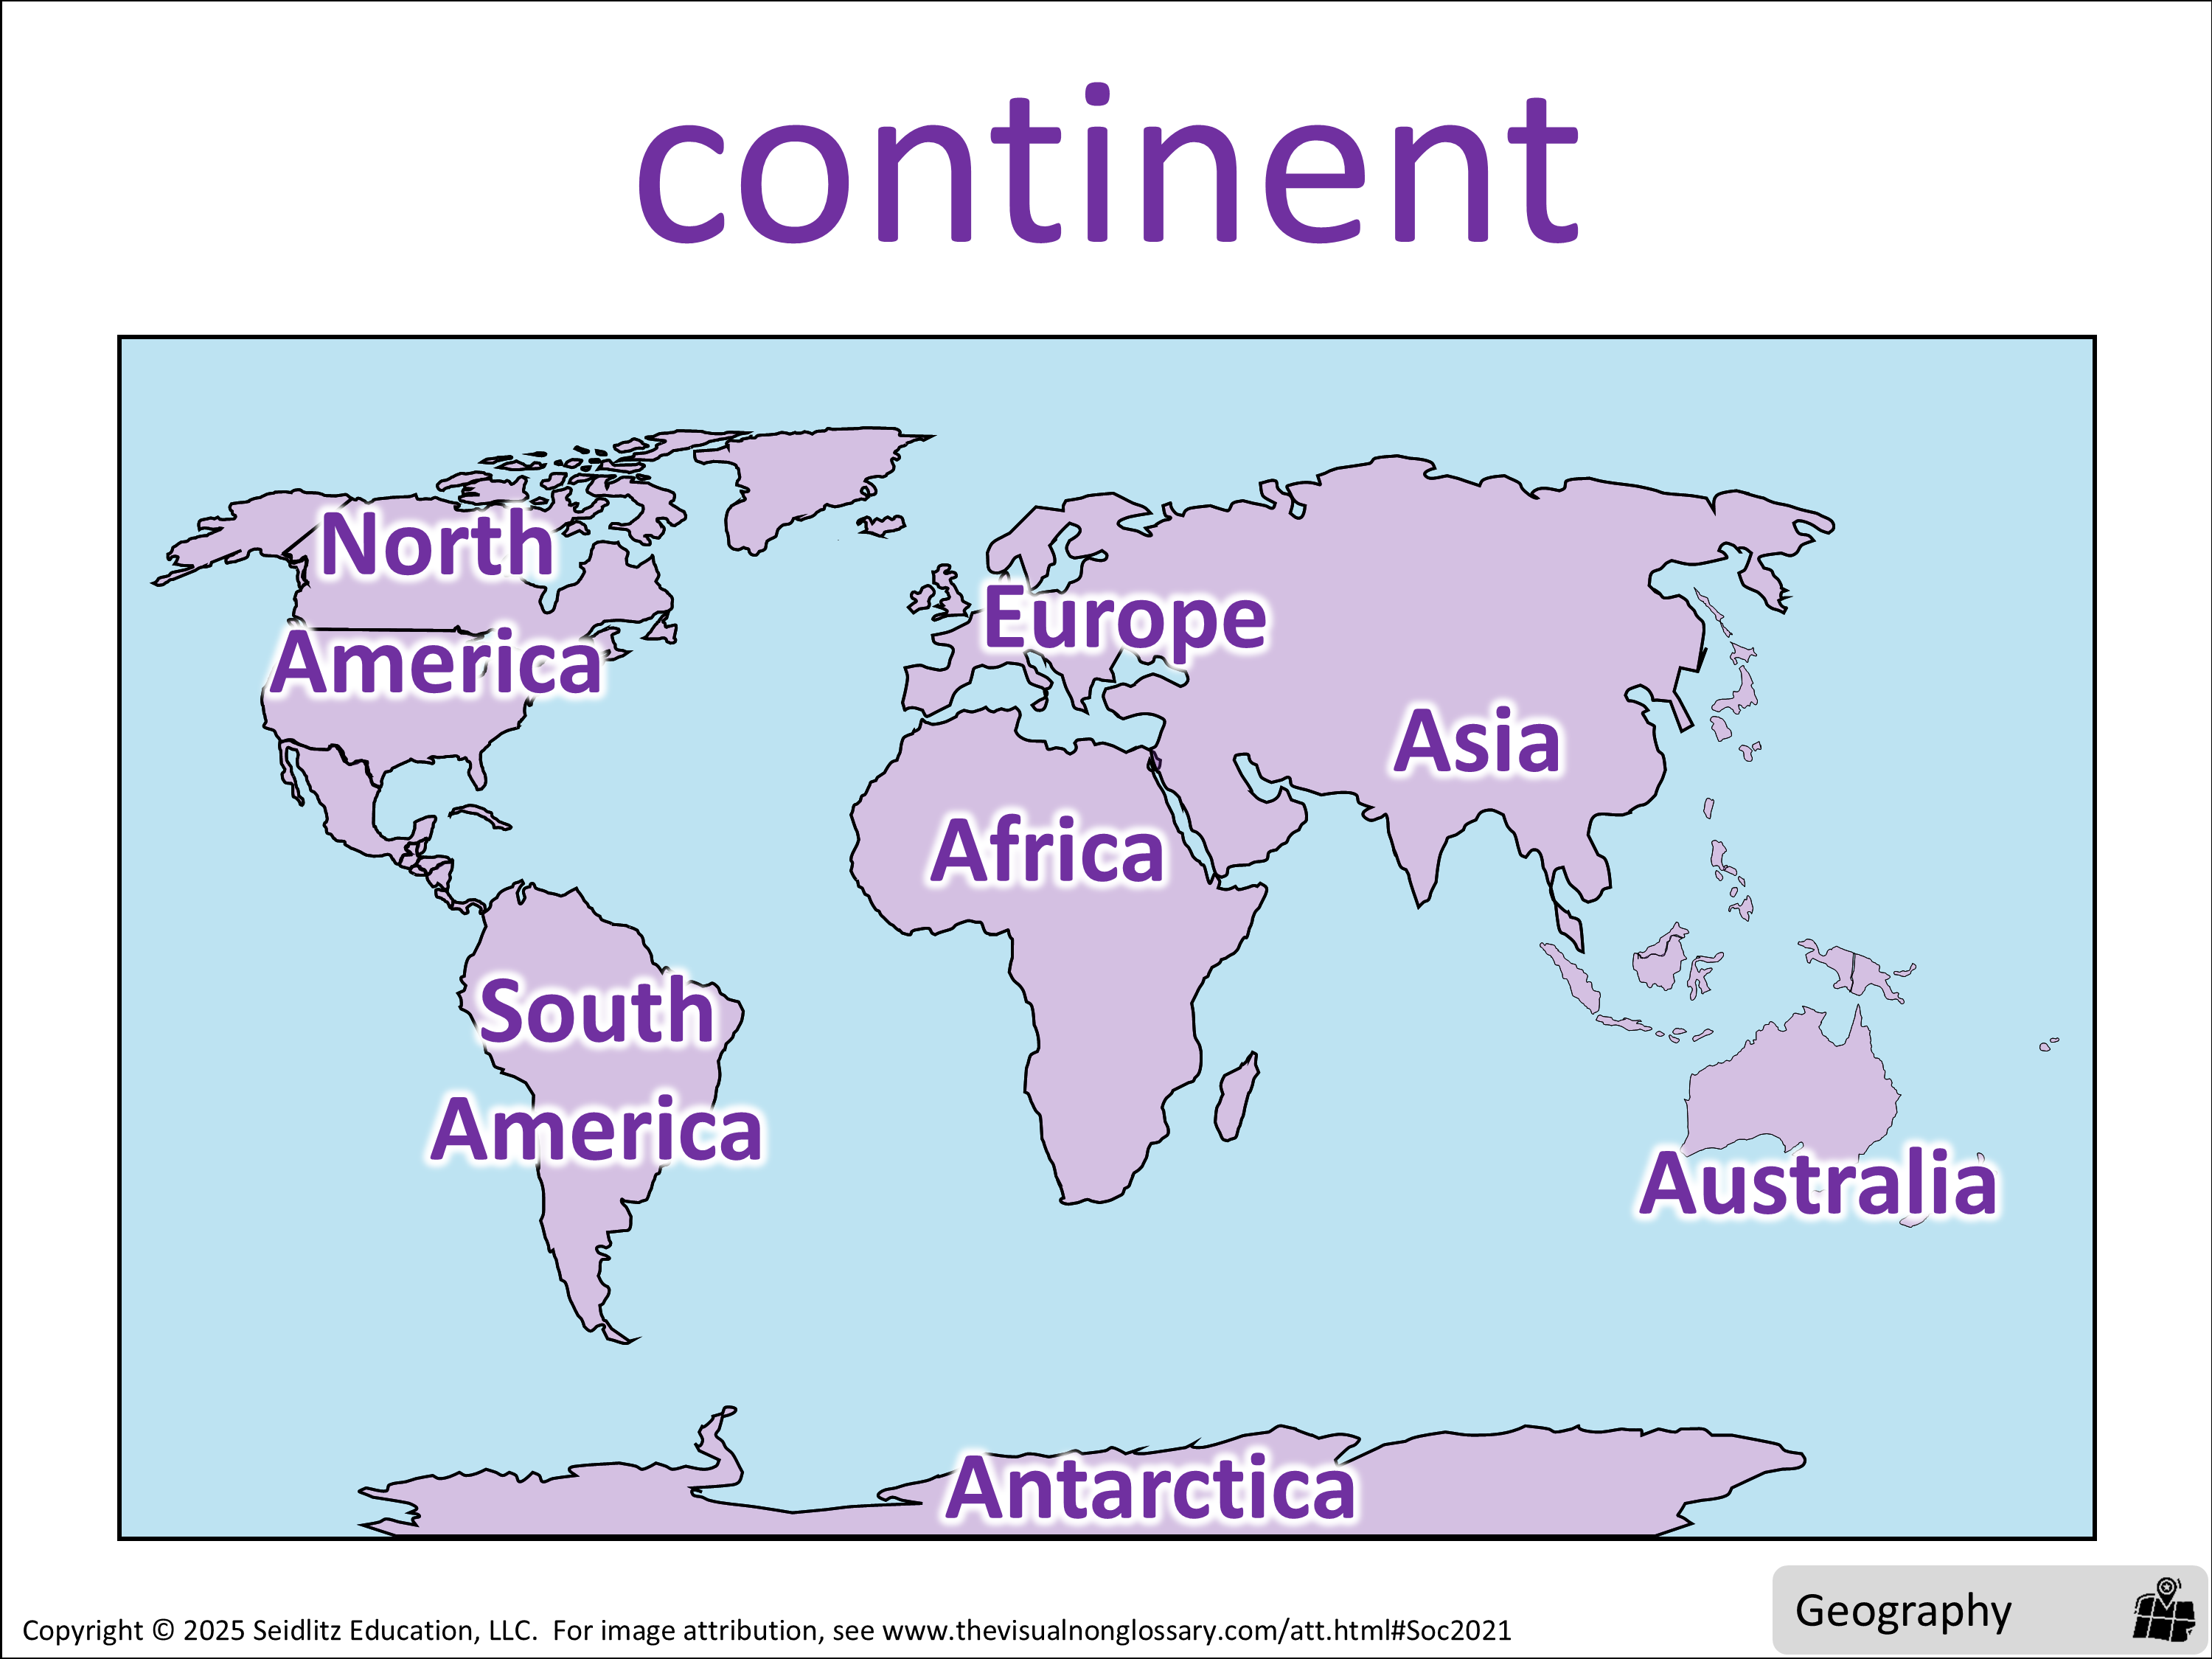 continent
North
America
Europe
Asia
Africa
South
America
Australia
Antarctica
Geography
Copyright © 2025 Seidlitz Education, LLC.  For image attribution, see www.thevisualnonglossary.com/att.html#Soc2021